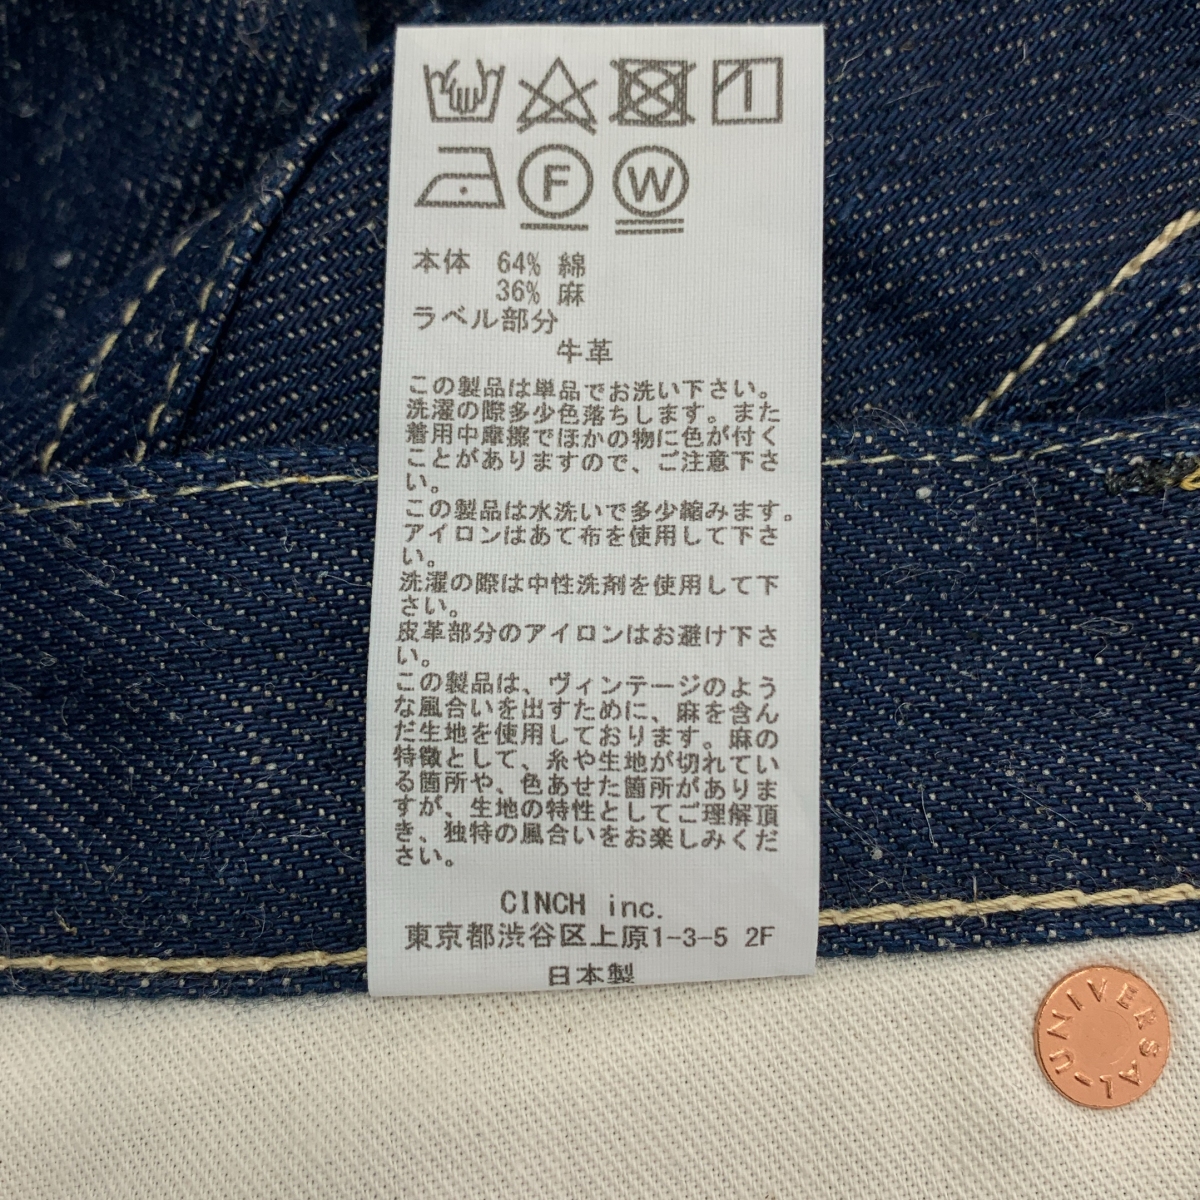 F W
本体 64% 綿
36% 麻
ラベル部分
牛革
この製品は単品でお洗い下さい。
洗濯の際多少色落ちします。また
着用中摩擦でほかの物に色が付く
ことがありますので、ご注意下さ
い。
この製品は水洗いで多少縮みます。
アイロンはあて布を使用して下さ
い。
洗濯の際は中性洗剤を使用して下
さい。
皮革部分のアイロンはお避け下さ
い。
この製品は、ヴィンテージのよう
な風合いを出すために、麻を含ん
だ生地を使用しております。麻の
特徴として、糸や生地が切れてい
る箇所や、色あせた箇所がありま
すが、生地の特性としてご理解頂
き、独特の風合いをお楽しみくだ
さい。
CINCH inc.
東京都渋谷区上原1-3-5 2F
日本製
UNIVERSAL